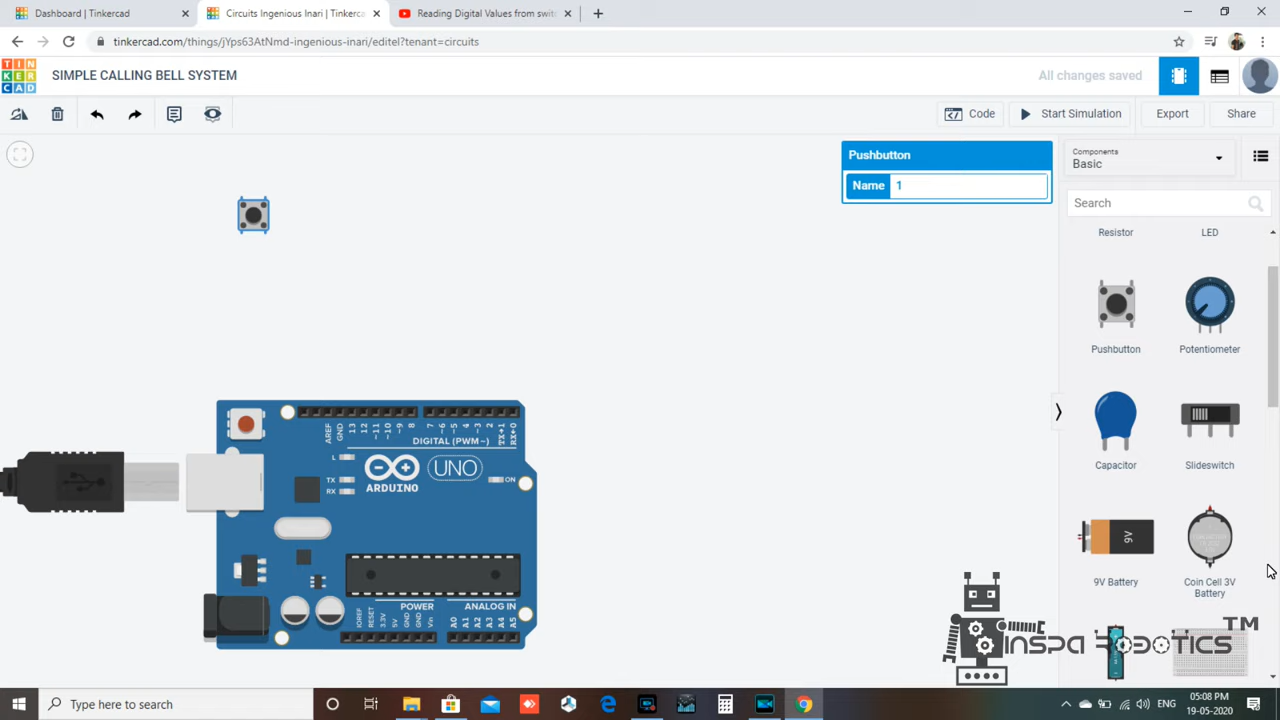 Dashboard | Tinkercad
Circuits Ingenious Inari | Tinkerca
Reading Digital Values from swit
tinkercad.com/things/jYps63AtNmd-ingenious-inari/editel?tenant=circuits
TIN
KER
CAD
SIMPLE CALLING BELL SYSTEM
All changes saved
Code
Start Simulation
Export
Share
Pushbutton
Name 1
Components
Basic
Search
Resistor
LED
Pushbutton
Potentiometer
Capacitor
Slideswitch
9V
9V Battery
Coin Cell 3V
Battery
AREF
GND
13
12
~11
~10
~9
8
7
~6
~5
4
~3
2
TX→1
RX←0
DIGITAL (PWM~)
L
TX
RX
UNO
ARDUINO
ON
POWER
ANALOG IN
IOREF
RESET
3.3V
5V
GND
GND
Vin
A0
A1
A2
A3
A4
A5
INSPA ROBOTICS™
Type here to search
ENG
05:08 PM
19-05-2020